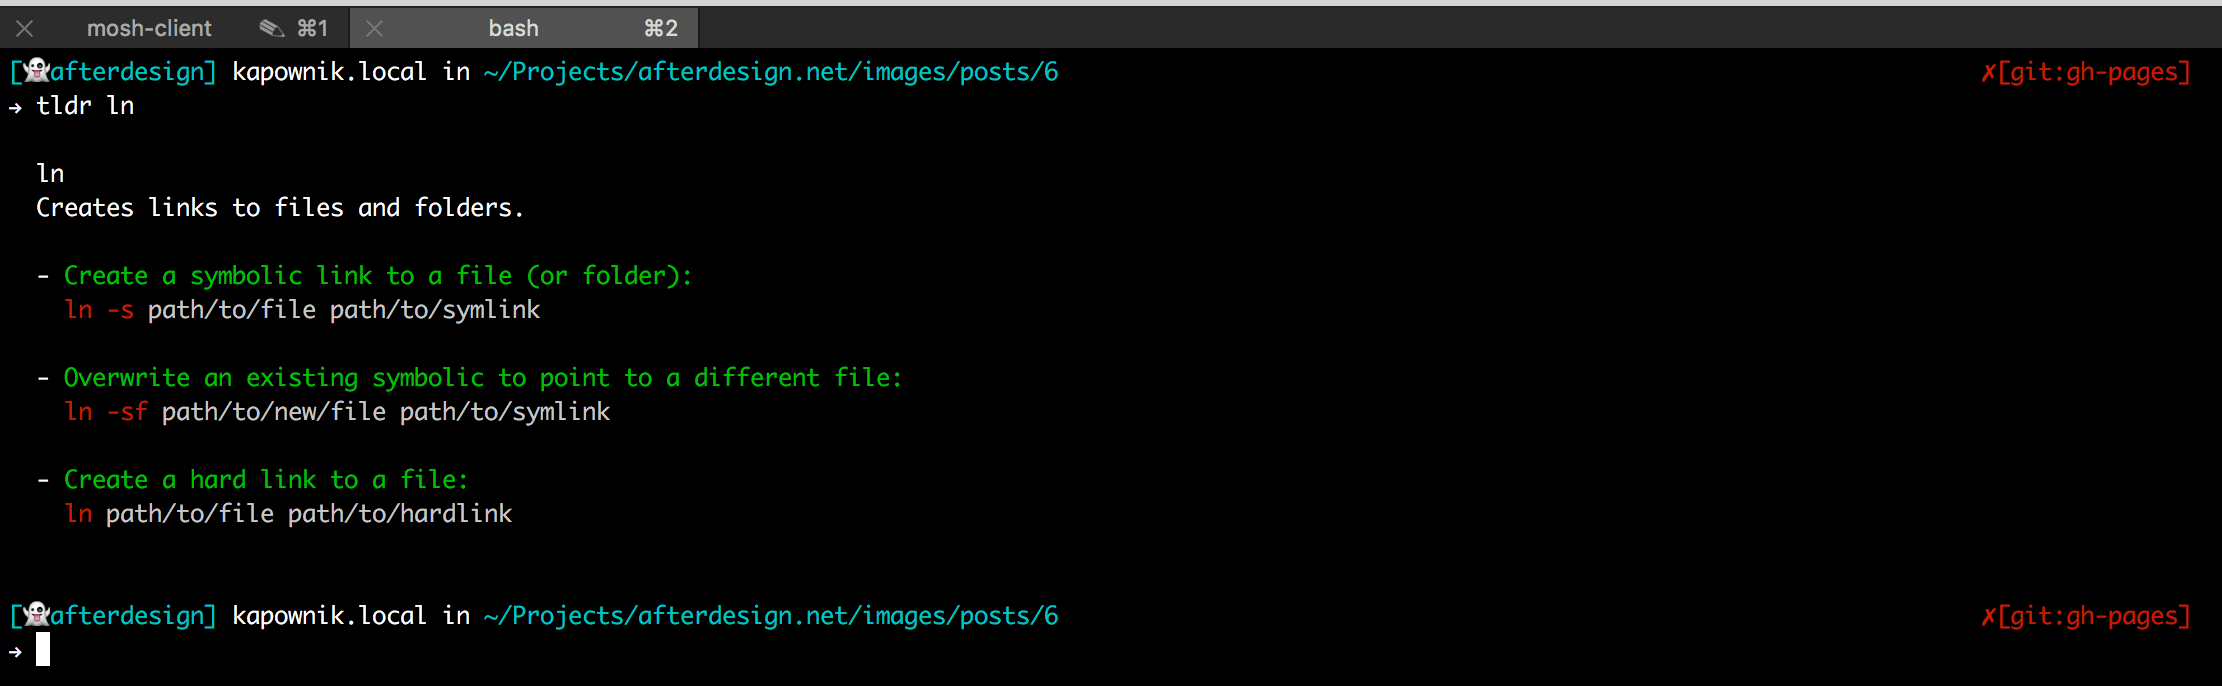 mosh-client ⌘1 bash ⌘2
[👻afterdesign] kapownik.local in ~/Projects/afterdesign.net/images/posts/6 ✗[git:gh-pages]
→ tldr ln
ln
Creates links to files and folders.
- Create a symbolic link to a file (or folder):
ln -s path/to/file path/to/symlink
- Overwrite an existing symbolic to point to a different file:
ln -sf path/to/new/file path/to/symlink
- Create a hard link to a file:
ln path/to/file path/to/hardlink
[👻afterdesign] kapownik.local in ~/Projects/afterdesign.net/images/posts/6 ✗[git:gh-pages]
→